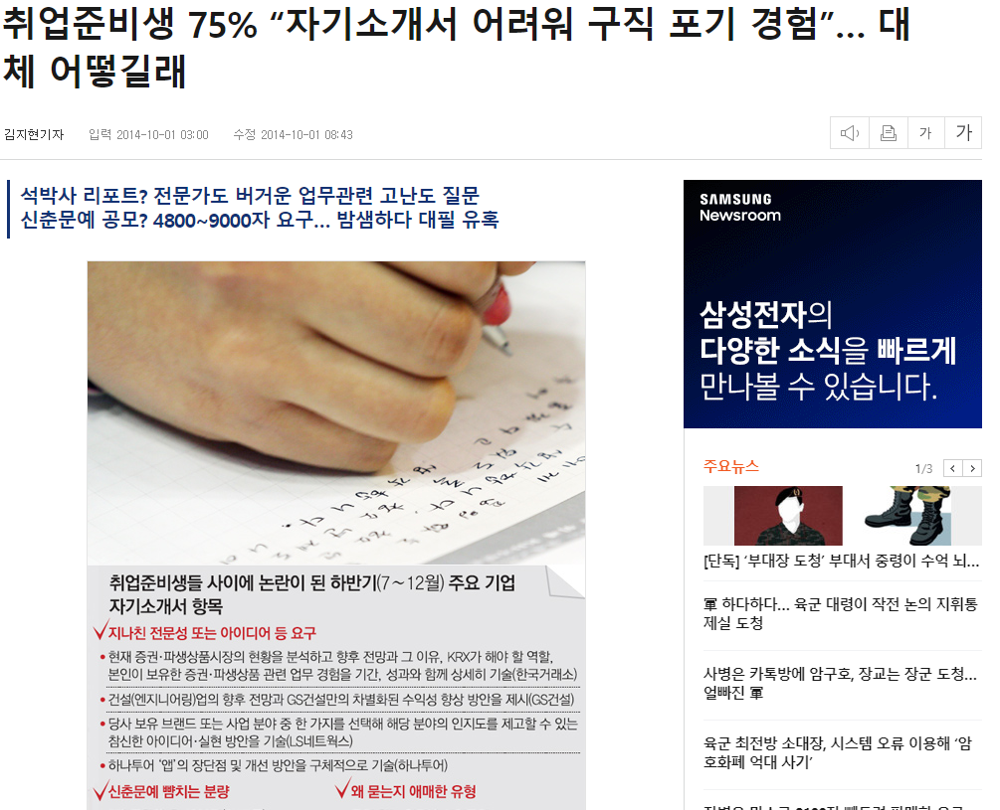 취업준비생 75% “자기소개서 어려워 구직 포기 경험”… 대
체 어떻길래
김지현기자 입력 2014-10-01 03:00 수정 2014-10-01 08:43
가 가
석박사 리포트? 전문가도 버거운 업무관련 고난도 질문
신춘문예 공모? 4800~9000자 요구… 밤샘하다 대필 유혹
SAMSUNG
Newsroom
삼성전자의
다양한 소식을 빠르게
만나볼 수 있습니다.
취업준비생들 사이에 논란이 된 하반기(7～12월) 주요 기업
자기소개서 항목
지나친 전문성 또는 아이디어 등 요구
• 현재 증권·파생상품시장의 현황을 분석하고 향후 전망과 그 이유, KRX가 해야 할 역할,
본인이 보유한 증권·파생상품 관련 업무 경험을 기간, 성과와 함께 상세히 기술(한국거래소)
• 건설(엔지니어링)업의 향후 전망과 GS건설만의 차별화된 수익성 향상 방안을 제시(GS건설)
• 당사 보유 브랜드 또는 사업 분야 중 한 가지를 선택해 해당 분야의 인지도를 제고할 수 있는
참신한 아이디어·실현 방안을 기술(LS네트웍스)
• 하나투어 ‘앱’의 장단점 및 개선 방안을 구체적으로 기술(하나투어)
신춘문예 뺨치는 분량 왜 묻는지 애매한 유형
주요뉴스 1/3
[단독] ‘부대장 도청’ 부대서 중령이 수억 뇌…
軍 하다하다… 육군 대령이 작전 논의 지휘통
제실 도청
사병은 카톡방에 암구호, 장교는 장군 도청…
얼빠진 軍
육군 최전방 소대장, 시스템 오류 이용해 ‘암
호화폐 억대 사기’